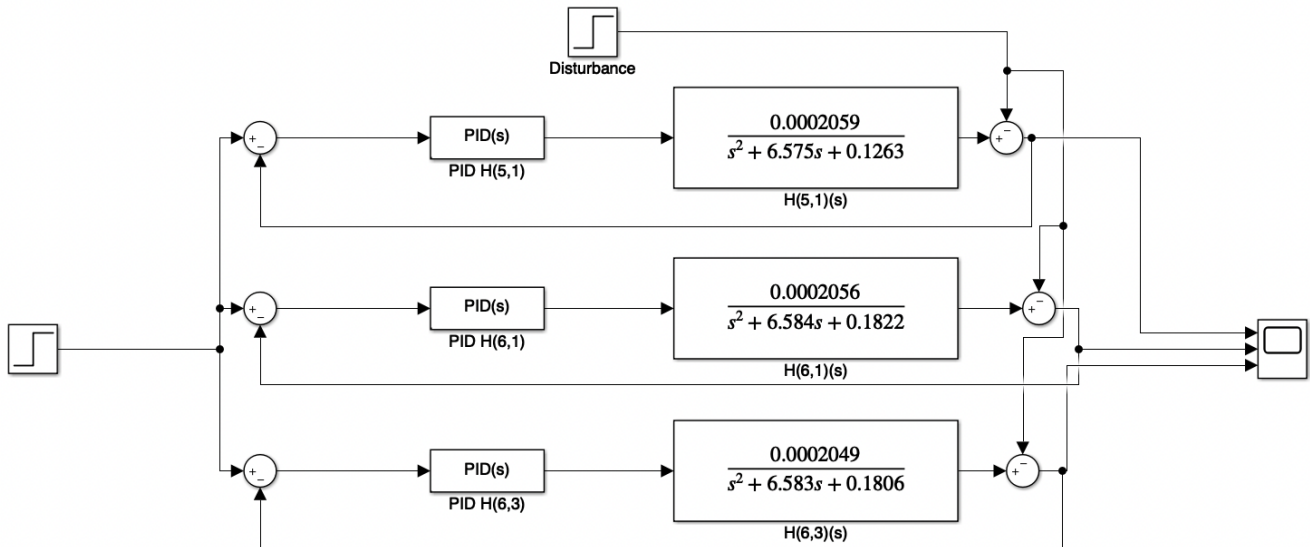 Disturbance
+
−
PID(s)
PID H(5,1)
0.0002059
s² + 6.575s + 0.1263
H(5,1)(s)
+
−
+
−
PID(s)
PID H(6,1)
0.0002056
s² + 6.584s + 0.1822
H(6,1)(s)
+
−
+
−
PID(s)
PID H(6,3)
0.0002049
s² + 6.583s + 0.1806
H(6,3)(s)
+
−